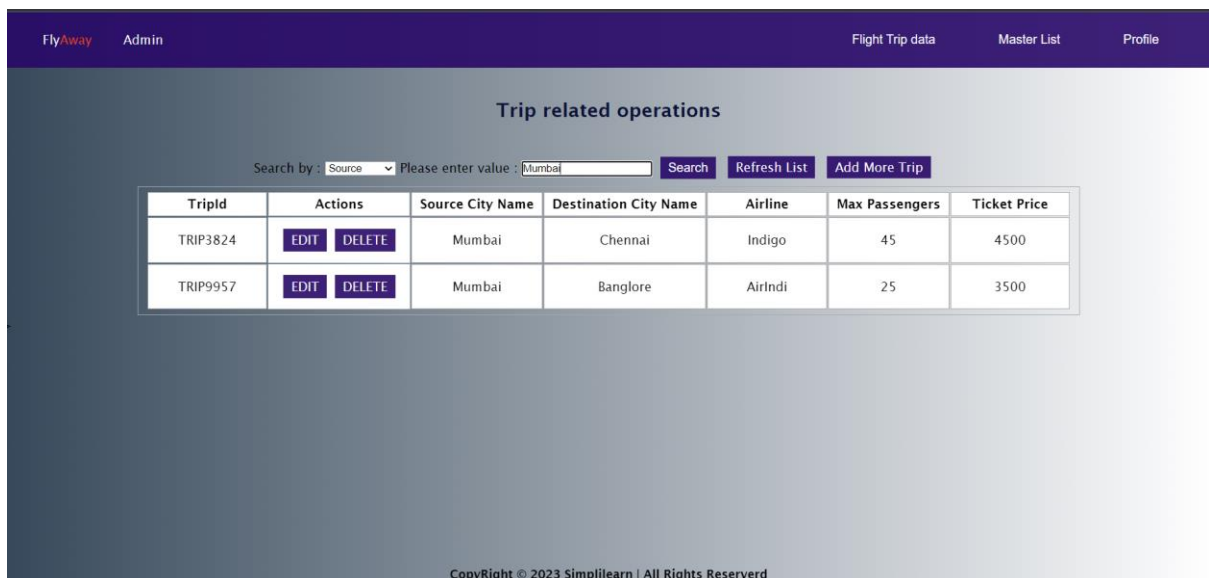 FlyAway Admin Flight Trip data Master List Profile
Trip related operations
Search by : Source Please enter value : Mumbai Search Refresh List Add More Trip
TripId Actions Source City Name Destination City Name Airline Max Passengers Ticket Price
TRIP3824 EDIT DELETE Mumbai Chennai Indigo 45 4500
TRIP9957 EDIT DELETE Mumbai Banglore AirIndi 25 3500
CopyRight © 2023 Simplilearn | All Rights Reserverd